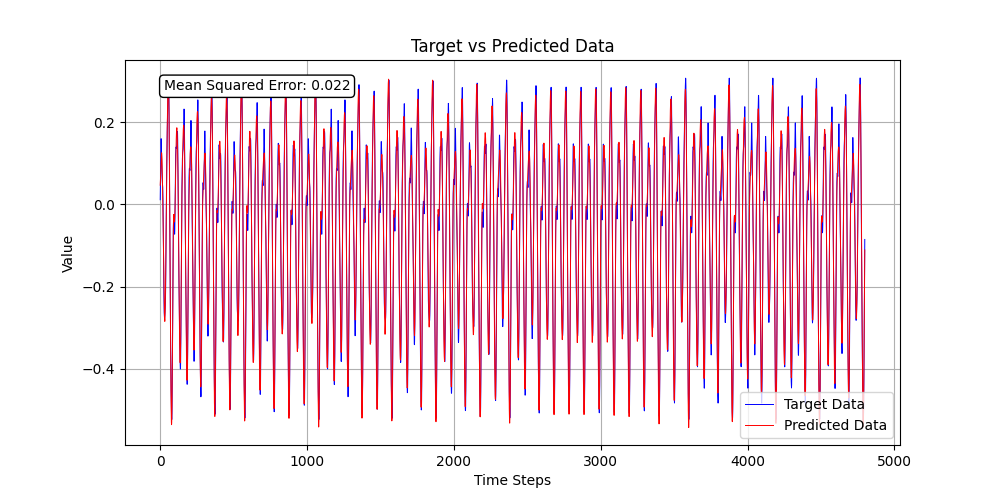 Target vs Predicted Data
Mean Squared Error: 0.022
0.2
0.0
−0.2
−0.4
Value
0
1000
2000
3000
4000
5000
Time Steps
Target Data
Predicted Data